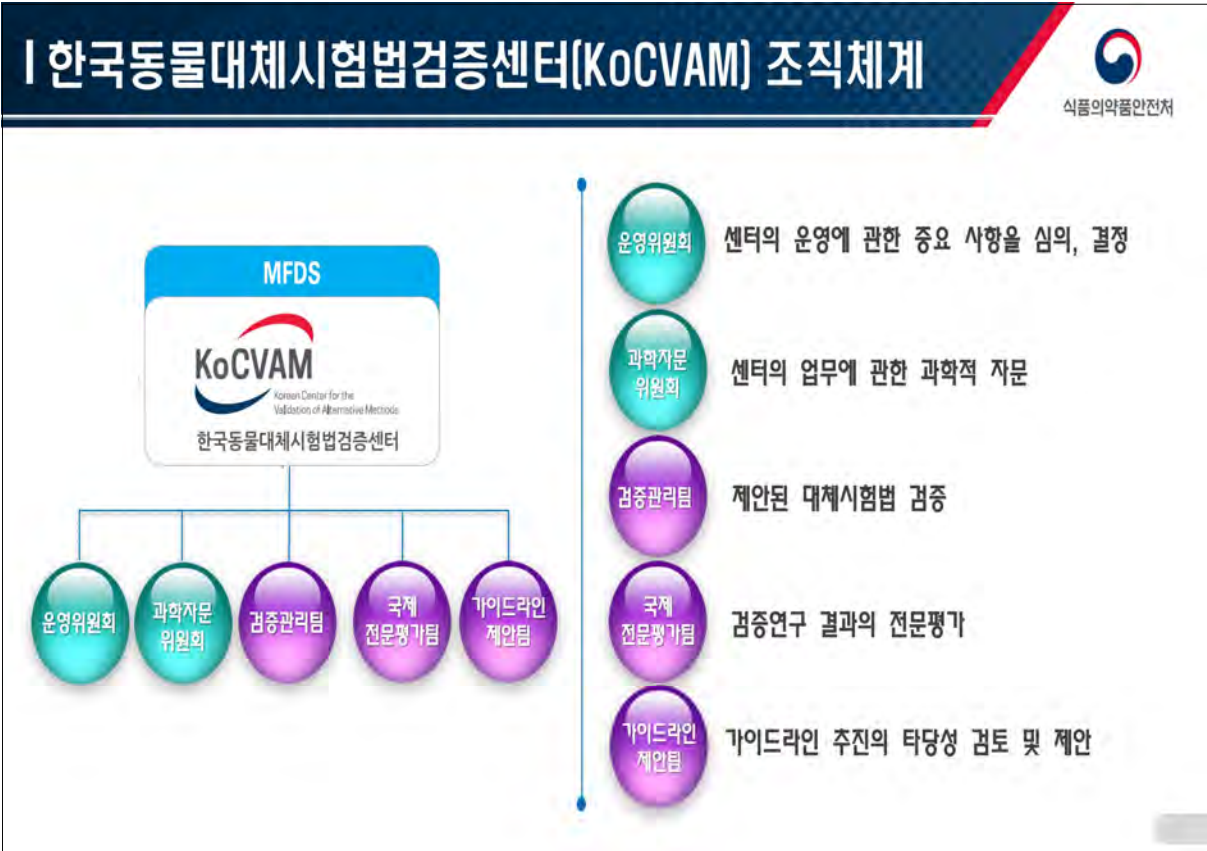 | 한국동물대체시험법검증센터(KoCVAM) 조직체계
식품의약품안전처
MFDS
KoCVAM
Korean Center for the
Validation of Alternative Methods
한국동물대체시험법검증센터
운영위원회
과학자문
위원회
검증관리팀
국제
전문평가팀
가이드라인
제안팀
운영위원회
센터의 운영에 관한 중요 사항을 심의, 결정
과학자문
위원회
센터의 업무에 관한 과학적 자문
검증관리팀
제안된 대체시험법 검증
국제
전문평가팀
검증연구 결과의 전문평가
가이드라인
제안팀
가이드라인 추진의 타당성 검토 및 제안